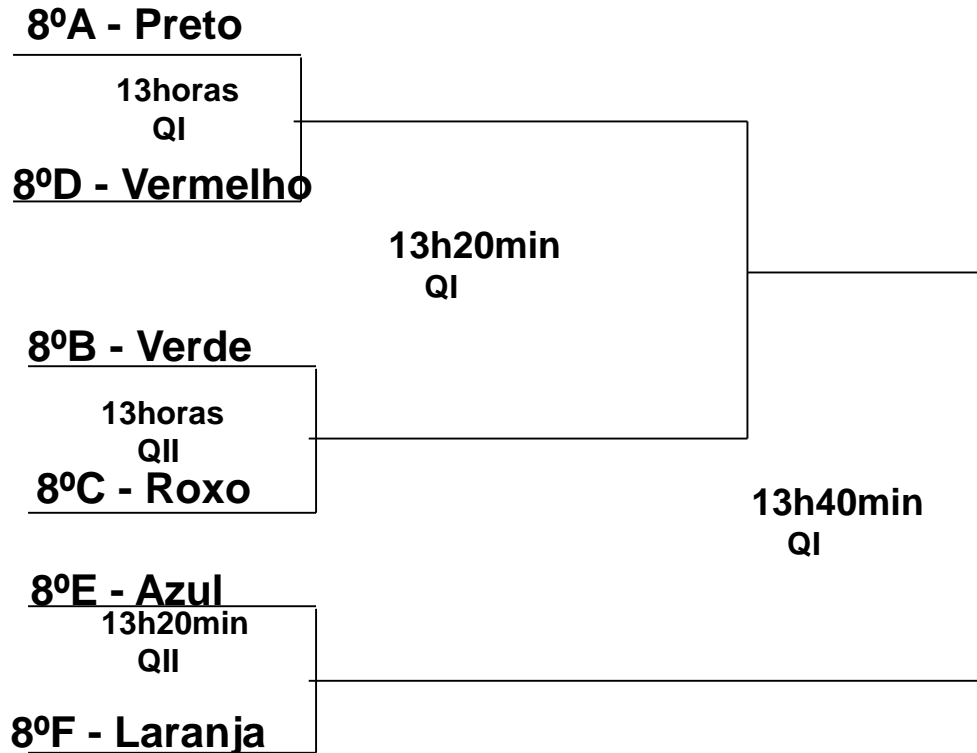 8ºA - Preto
13horas
QI
8ºD - Vermelho
13h20min
QI
8ºB - Verde
13horas
QII
8ºC - Roxo
13h40min
QI
8ºE - Azul
13h20min
QII
8ºF - Laranja